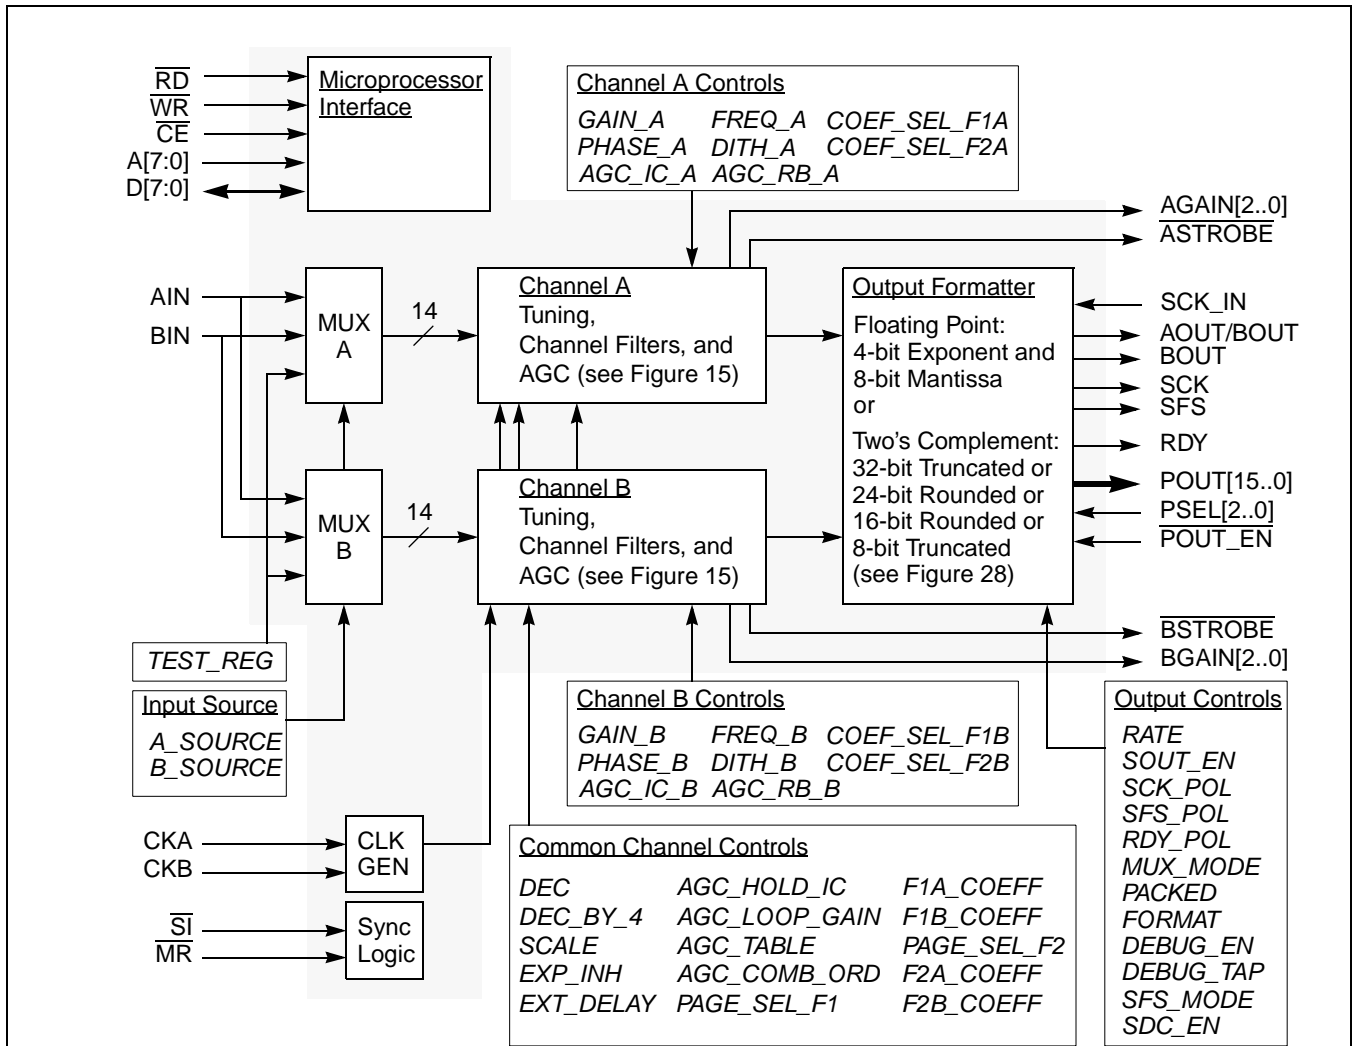 RD
WR
CE
A[7:0]
D[7:0]
Microprocessor
Interface
Channel A Controls
GAIN_A FREQ_A COEF_SEL_F1A
PHASE_A DITH_A COEF_SEL_F2A
AGC_IC_A AGC_RB_A
AGAIN[2..0]
ASTROBE
AIN
BIN
MUX
A
14
Channel A
Tuning,
Channel Filters, and
AGC (see Figure 15)
Output Formatter
Floating Point:
4-bit Exponent and
8-bit Mantissa
or
Two's Complement:
32-bit Truncated or
24-bit Rounded or
16-bit Rounded or
8-bit Truncated
(see Figure 28)
SCK_IN
AOUT/BOUT
BOUT
SCK
SFS
RDY
POUT[15..0]
PSEL[2..0]
POUT_EN
MUX
B
14
Channel B
Tuning,
Channel Filters, and
AGC (see Figure 15)
BSTROBE
BGAIN[2..0]
TEST_REG
Input Source
A_SOURCE
B_SOURCE
Channel B Controls
GAIN_B FREQ_B COEF_SEL_F1B
PHASE_B DITH_B COEF_SEL_F2B
AGC_IC_B AGC_RB_B
Output Controls
RATE
SOUT_EN
SCK_POL
SFS_POL
RDY_POL
MUX_MODE
PACKED
FORMAT
DEBUG_EN
DEBUG_TAP
SFS_MODE
SDC_EN
CKA
CKB
CLK
GEN
SI
MR
Sync
Logic
Common Channel Controls
DEC AGC_HOLD_IC F1A_COEFF
DEC_BY_4 AGC_LOOP_GAIN F1B_COEFF
SCALE AGC_TABLE PAGE_SEL_F2
EXP_INH AGC_COMB_ORD F2A_COEFF
EXT_DELAY PAGE_SEL_F1 F2B_COEFF